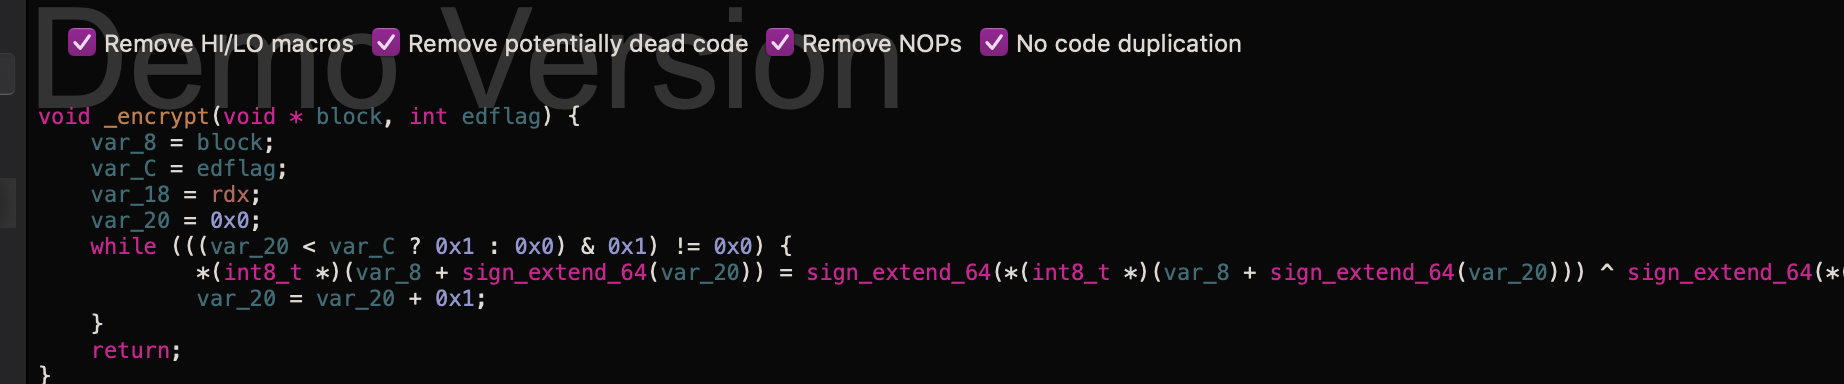 Demo Version
Remove HI/LO macros Remove potentially dead code Remove NOPs No code duplication
void _encrypt(void * block, int edflag) {
    var_8 = block;
    var_C = edflag;
    var_18 = rdx;
    var_20 = 0x0;
    while (((var_20 < var_C ? 0x1 : 0x0) & 0x1) != 0x0) {
            *(int8_t *)(var_8 + sign_extend_64(var_20)) = sign_extend_64(*(int8_t *)(var_8 + sign_extend_64(var_20))) ^ sign_extend_64(*(
            var_20 = var_20 + 0x1;
    }
    return;
}